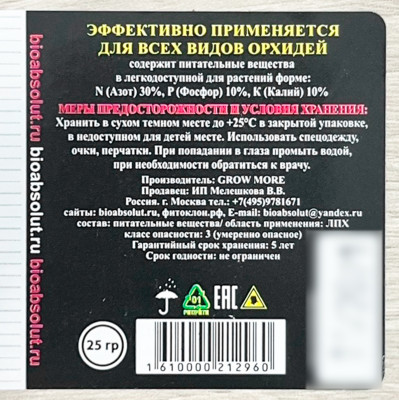 ЭФФЕКТИВНО ПРИМЕНЯЕТСЯ
ДЛЯ ВСЕХ ВИДОВ ОРХИДЕЙ
содержит питательные вещества
в легкодоступной для растений форме:
N (Азот) 30%, P (Фосфор) 10%, K (Калий) 10%
МЕРЫ ПРЕДОСТОРОЖНОСТИ И УСЛОВИЯ ХРАНЕНИЯ:
Хранить в сухом темном месте до +25°С в закрытой упаковке,
в недоступном для детей месте. Использовать спецодежду,
очки, перчатки. При попадании в глаза промыть водой,
при необходимости обратиться к врачу.
Производитель: GROW MORE
Продавец: ИП Мелешкова В.В.
Россия. г. Москва тел.: +7(495)9781671
сайты: bioabsolut.ru, фитоклон.рф, E-mail: bioabsolut@yandex.ru
состав: питательные вещества/ область применения: ЛПХ
класс опасности: 3 (умеренно опасное)
Гарантийный срок хранения: 5 лет
Срок годности: не ограничен
bioabsolut.ru bioabsolut.ru bioabsolut.ru
01
EAC
25 гр
1610000212960